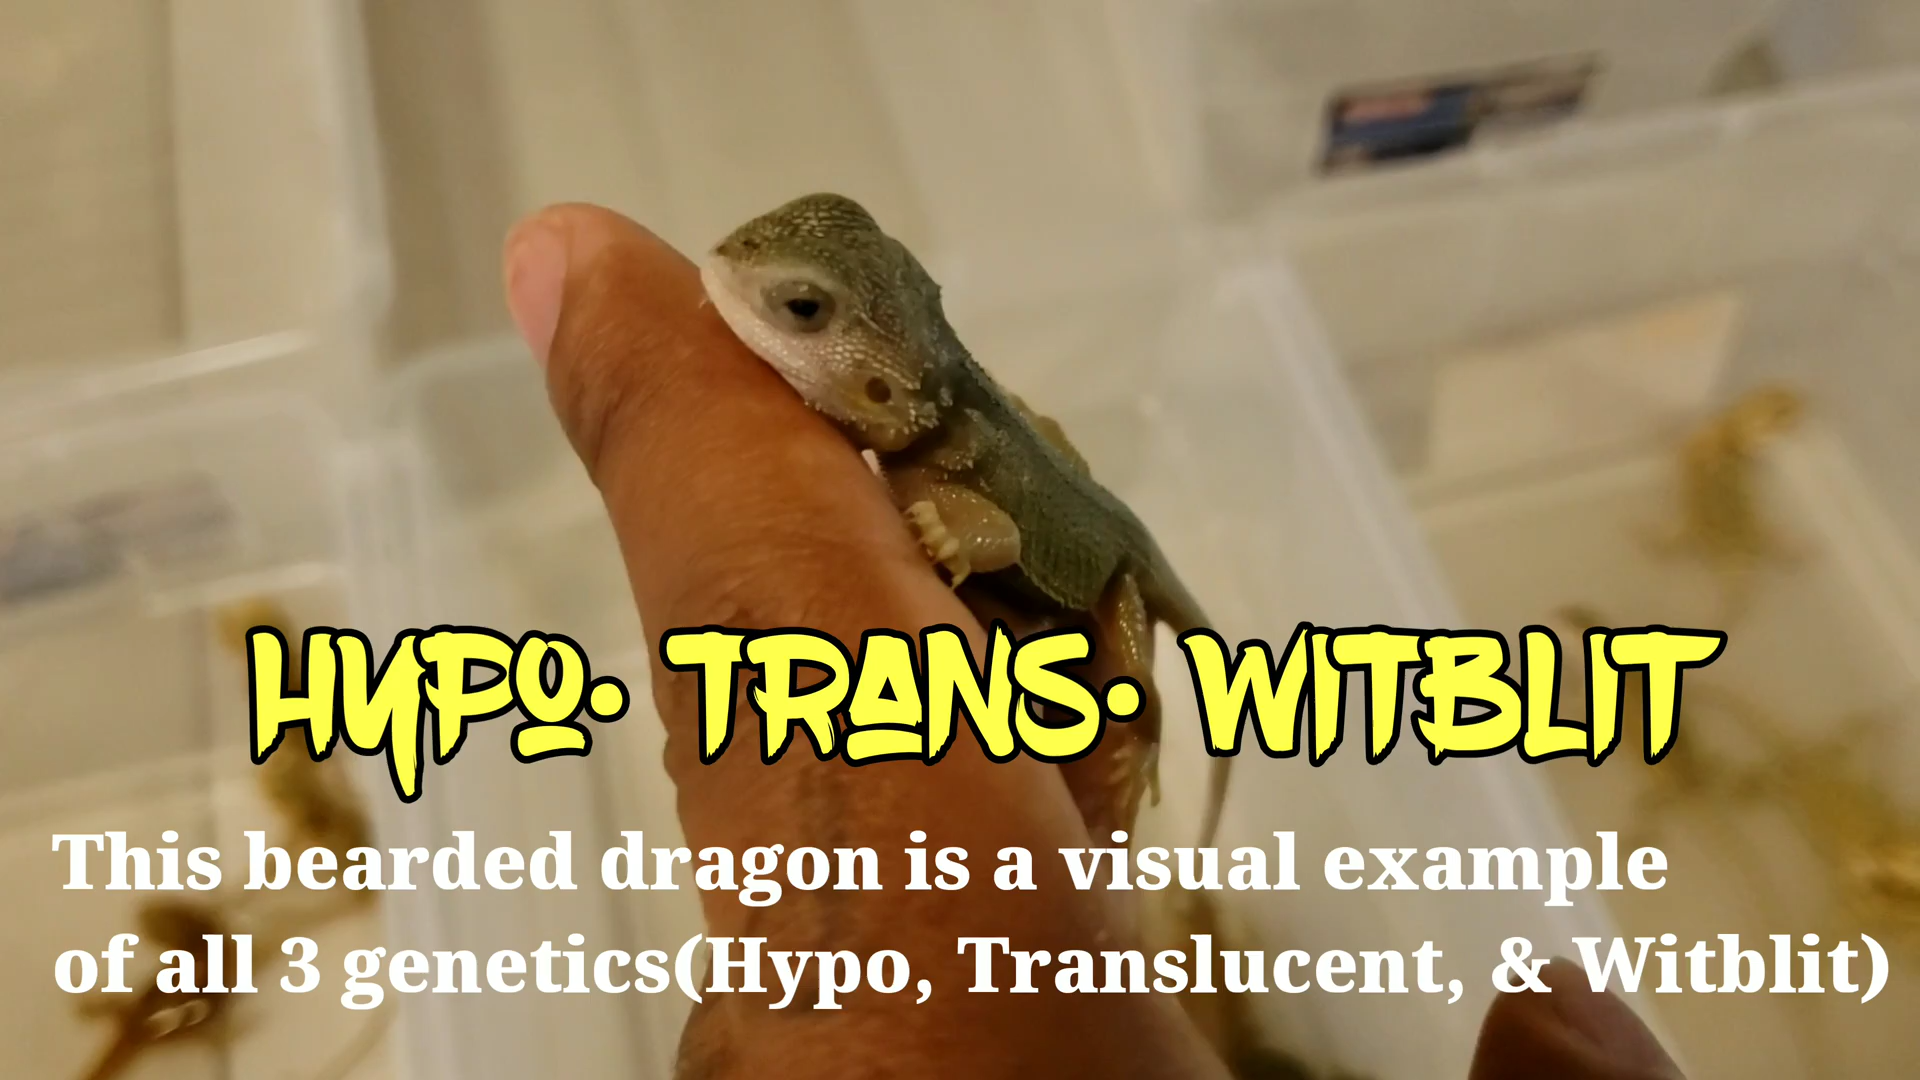 HYPO. TRANS. WITBLIT
This bearded dragon is a visual example
of all 3 genetics(Hypo, Translucent, & Witblit)